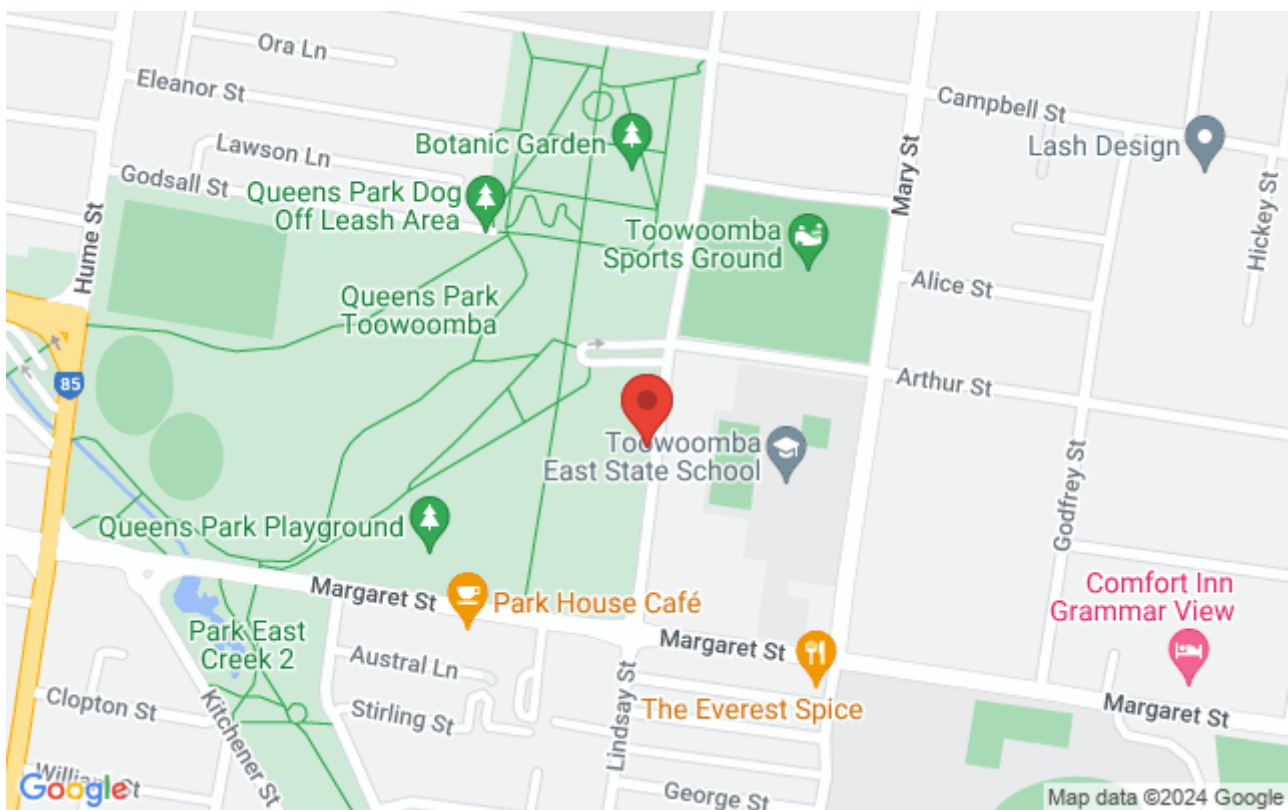 Ora Ln
Eleanor St
Campbell St
Botanic Garden
Lash Design
Lawson Ln
Godsall St
Queens Park Dog
Off Leash Area
Mary St
Hickey St
Toowoomba
Sports Ground
Hume St
Alice St
Queens Park
Toowoomba
85
Arthur St
Toowoomba
East State School
Godfrey St
Queens Park Playground
Margaret St
Park House Café
Comfort Inn
Grammar View
Park East
Creek 2
Margaret St
Austral Ln
Lindsay St
The Everest Spice
Margaret St
Clopton St
Kitchener St
Stirling St
William St
George St
Google
Map data ©2024 Google